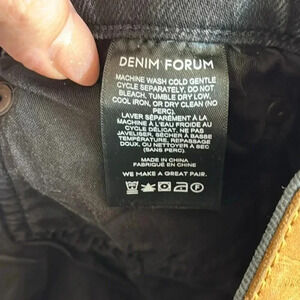 DENIM FORUM
MACHINE WASH COLD GENTLE
CYCLE SEPARATELY, DO NOT
BLEACH, TUMBLE DRY LOW,
COOL IRON, OR DRY CLEAN (NO
PERC).
LAVER SÉPARÉMENT À LA
MACHINE À L'EAU FROIDE AU
CYCLE DÉLICAT. NE PAS
JAVELISER, SÉCHER À BASSE
TEMPÉRATURE, REPASSAGE
DOUX, OU NETTOYER À SEC
(SANS PERC).
MADE IN CHINA
FABRIQUÉ EN CHINE
WE MAKE A GREAT PAIR.